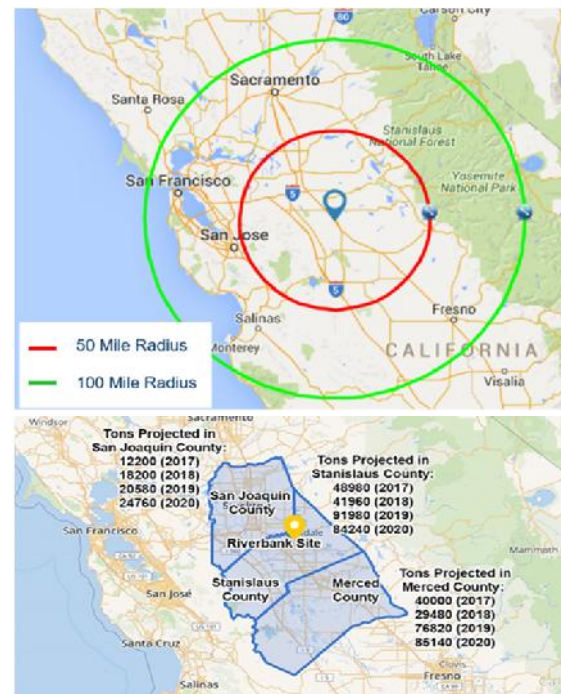 80
Carson City
South Lake
Tahoe
Sacramento
Santa Rosa
Stanislaus
National Forest
Yosemite
National Park
San Francisco
5
San Jose
5
Salinas
Fresno
Monterey
CALIFORNIA
Visalia
50 Mile Radius
100 Mile Radius
Windsor
Sacramento
Tons Projected in
San Joaquin County:
12200 (2017)
18200 (2018)
20580 (2019)
24760 (2020)
Tons Projected in
Stanislaus County:
48980 (2017)
41960 (2018)
91980 (2019)
84240 (2020)
San Joaquin
County
San Francisco
Riverbank Site
Mammoth
Stanislaus
County
Merced
County
San José
Tons Projected in
Merced County:
40000 (2017)
29480 (2018)
76820 (2019)
85140 (2020)
Santa Cruz
Clovis
Fresno
Salinas